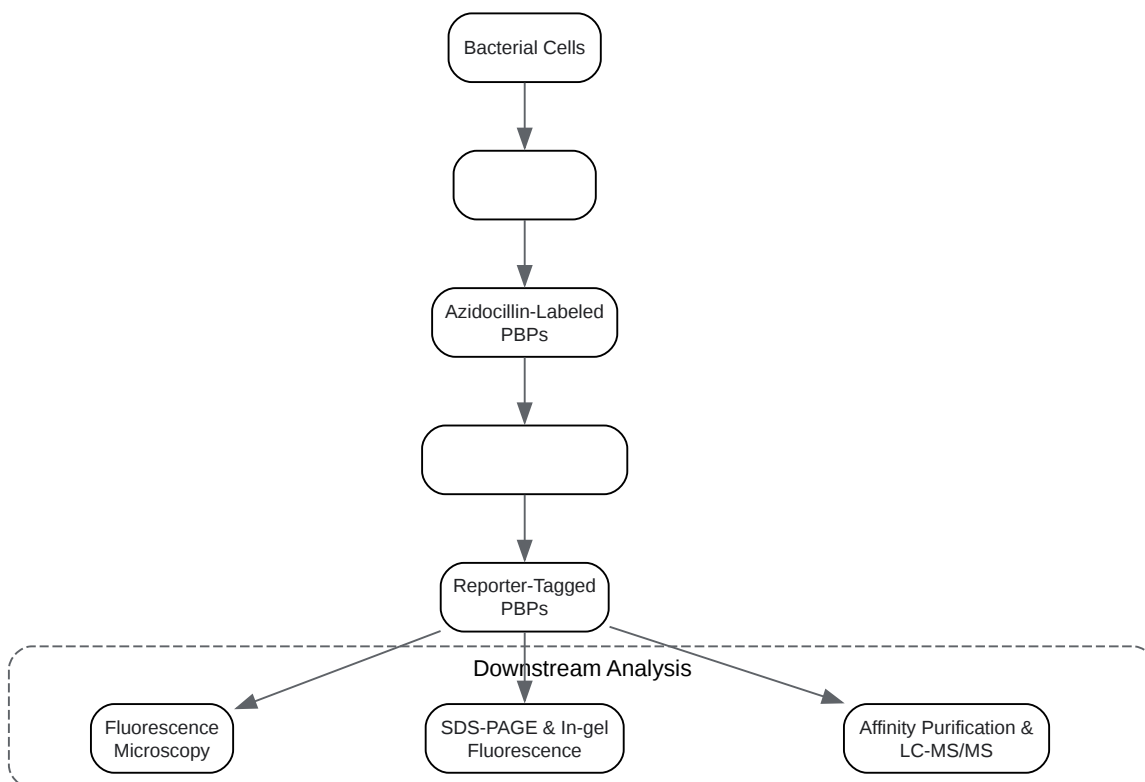 Bacterial Cells
Azidocillin-Labeled
PBPs
Reporter-Tagged
PBPs
Downstream Analysis
Fluorescence
Microscopy
SDS-PAGE & In-gel
Fluorescence
Affinity Purification &
LC-MS/MS